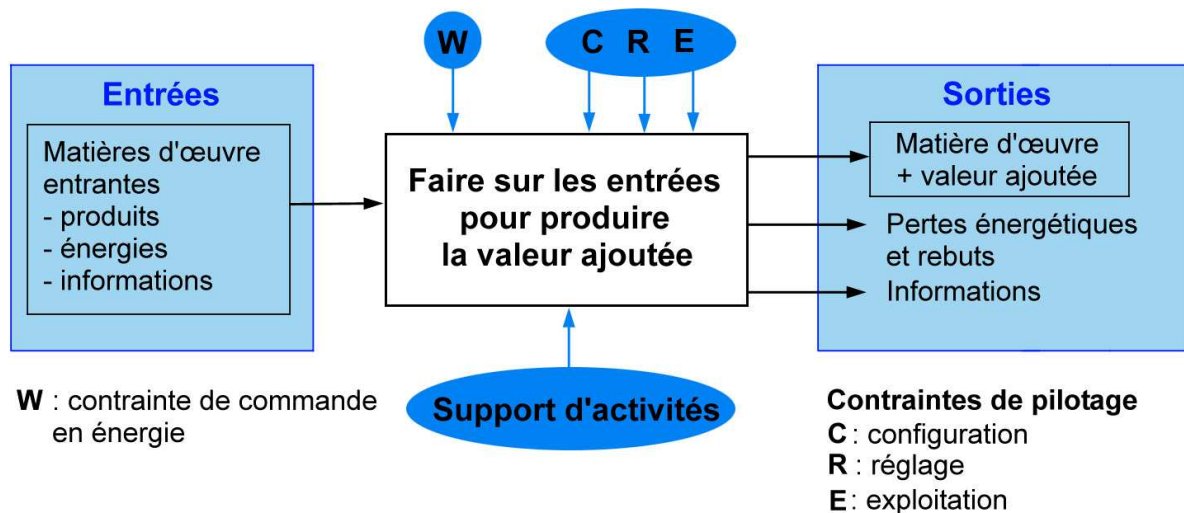 W
C R E
Entrées
Matières d'œuvre
entrantes
- produits
- énergies
- informations
Faire sur les entrées
pour produire
la valeur ajoutée
Sorties
Matière d'œuvre
+ valeur ajoutée
Pertes énergétiques
et rebuts
Informations
Support d'activités
W : contrainte de commande
en énergie
Contraintes de pilotage
C : configuration
R : réglage
E : exploitation